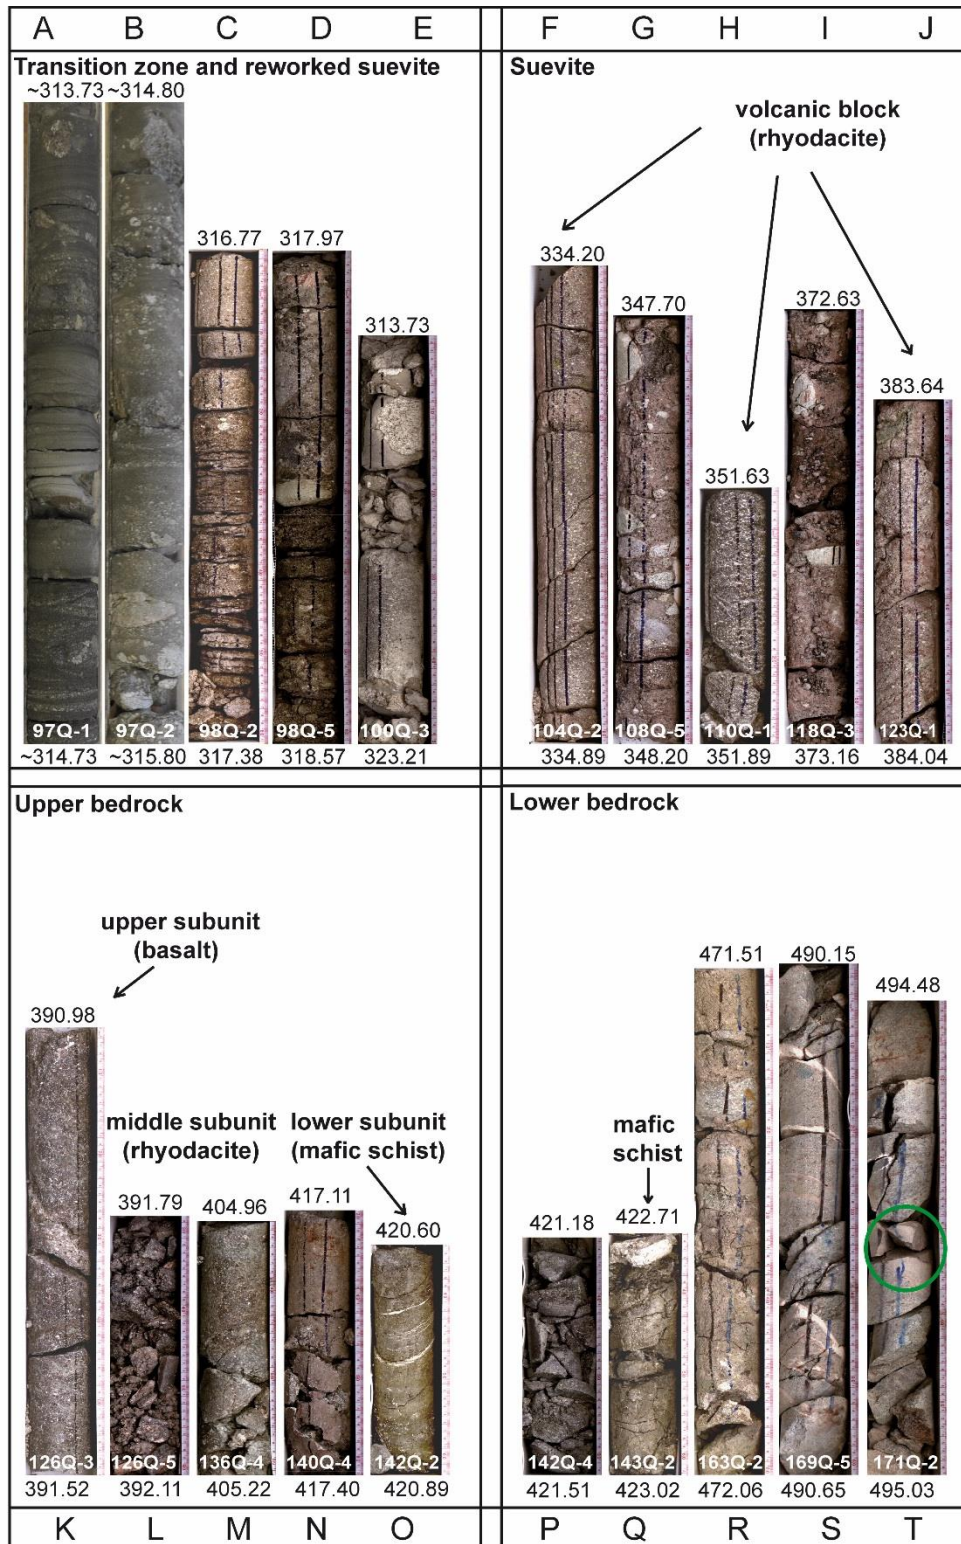 A B C D E F G H I J
Transition zone and reworked suevite
Suevite
~313.73 ~314.80
volcanic block
(rhyodacite)
316.77 317.97
334.20
313.73
347.70
372.63
383.64
351.63
97Q-1 97Q-2 98Q-2 98Q-5 100Q-3
104Q-2 108Q-5 110Q-1 118Q-3 123Q-1
~314.73 ~315.80 317.38 318.57 323.21
334.89 348.20 351.89 373.16 384.04
Upper bedrock
Lower bedrock
upper subunit
(basalt)
390.98
middle subunit
(rhyodacite)
lower subunit
(mafic schist)
391.79 404.96 417.11
420.60
mafic
schist
421.18 422.71
471.51 490.15
494.48
126Q-3 126Q-5 136Q-4 140Q-4 142Q-2
142Q-4 143Q-2 163Q-2 169Q-5 171Q-2
391.52 392.11 405.22 417.40 420.89
421.51 423.02 472.06 490.65 495.03
K L M N O P Q R S T